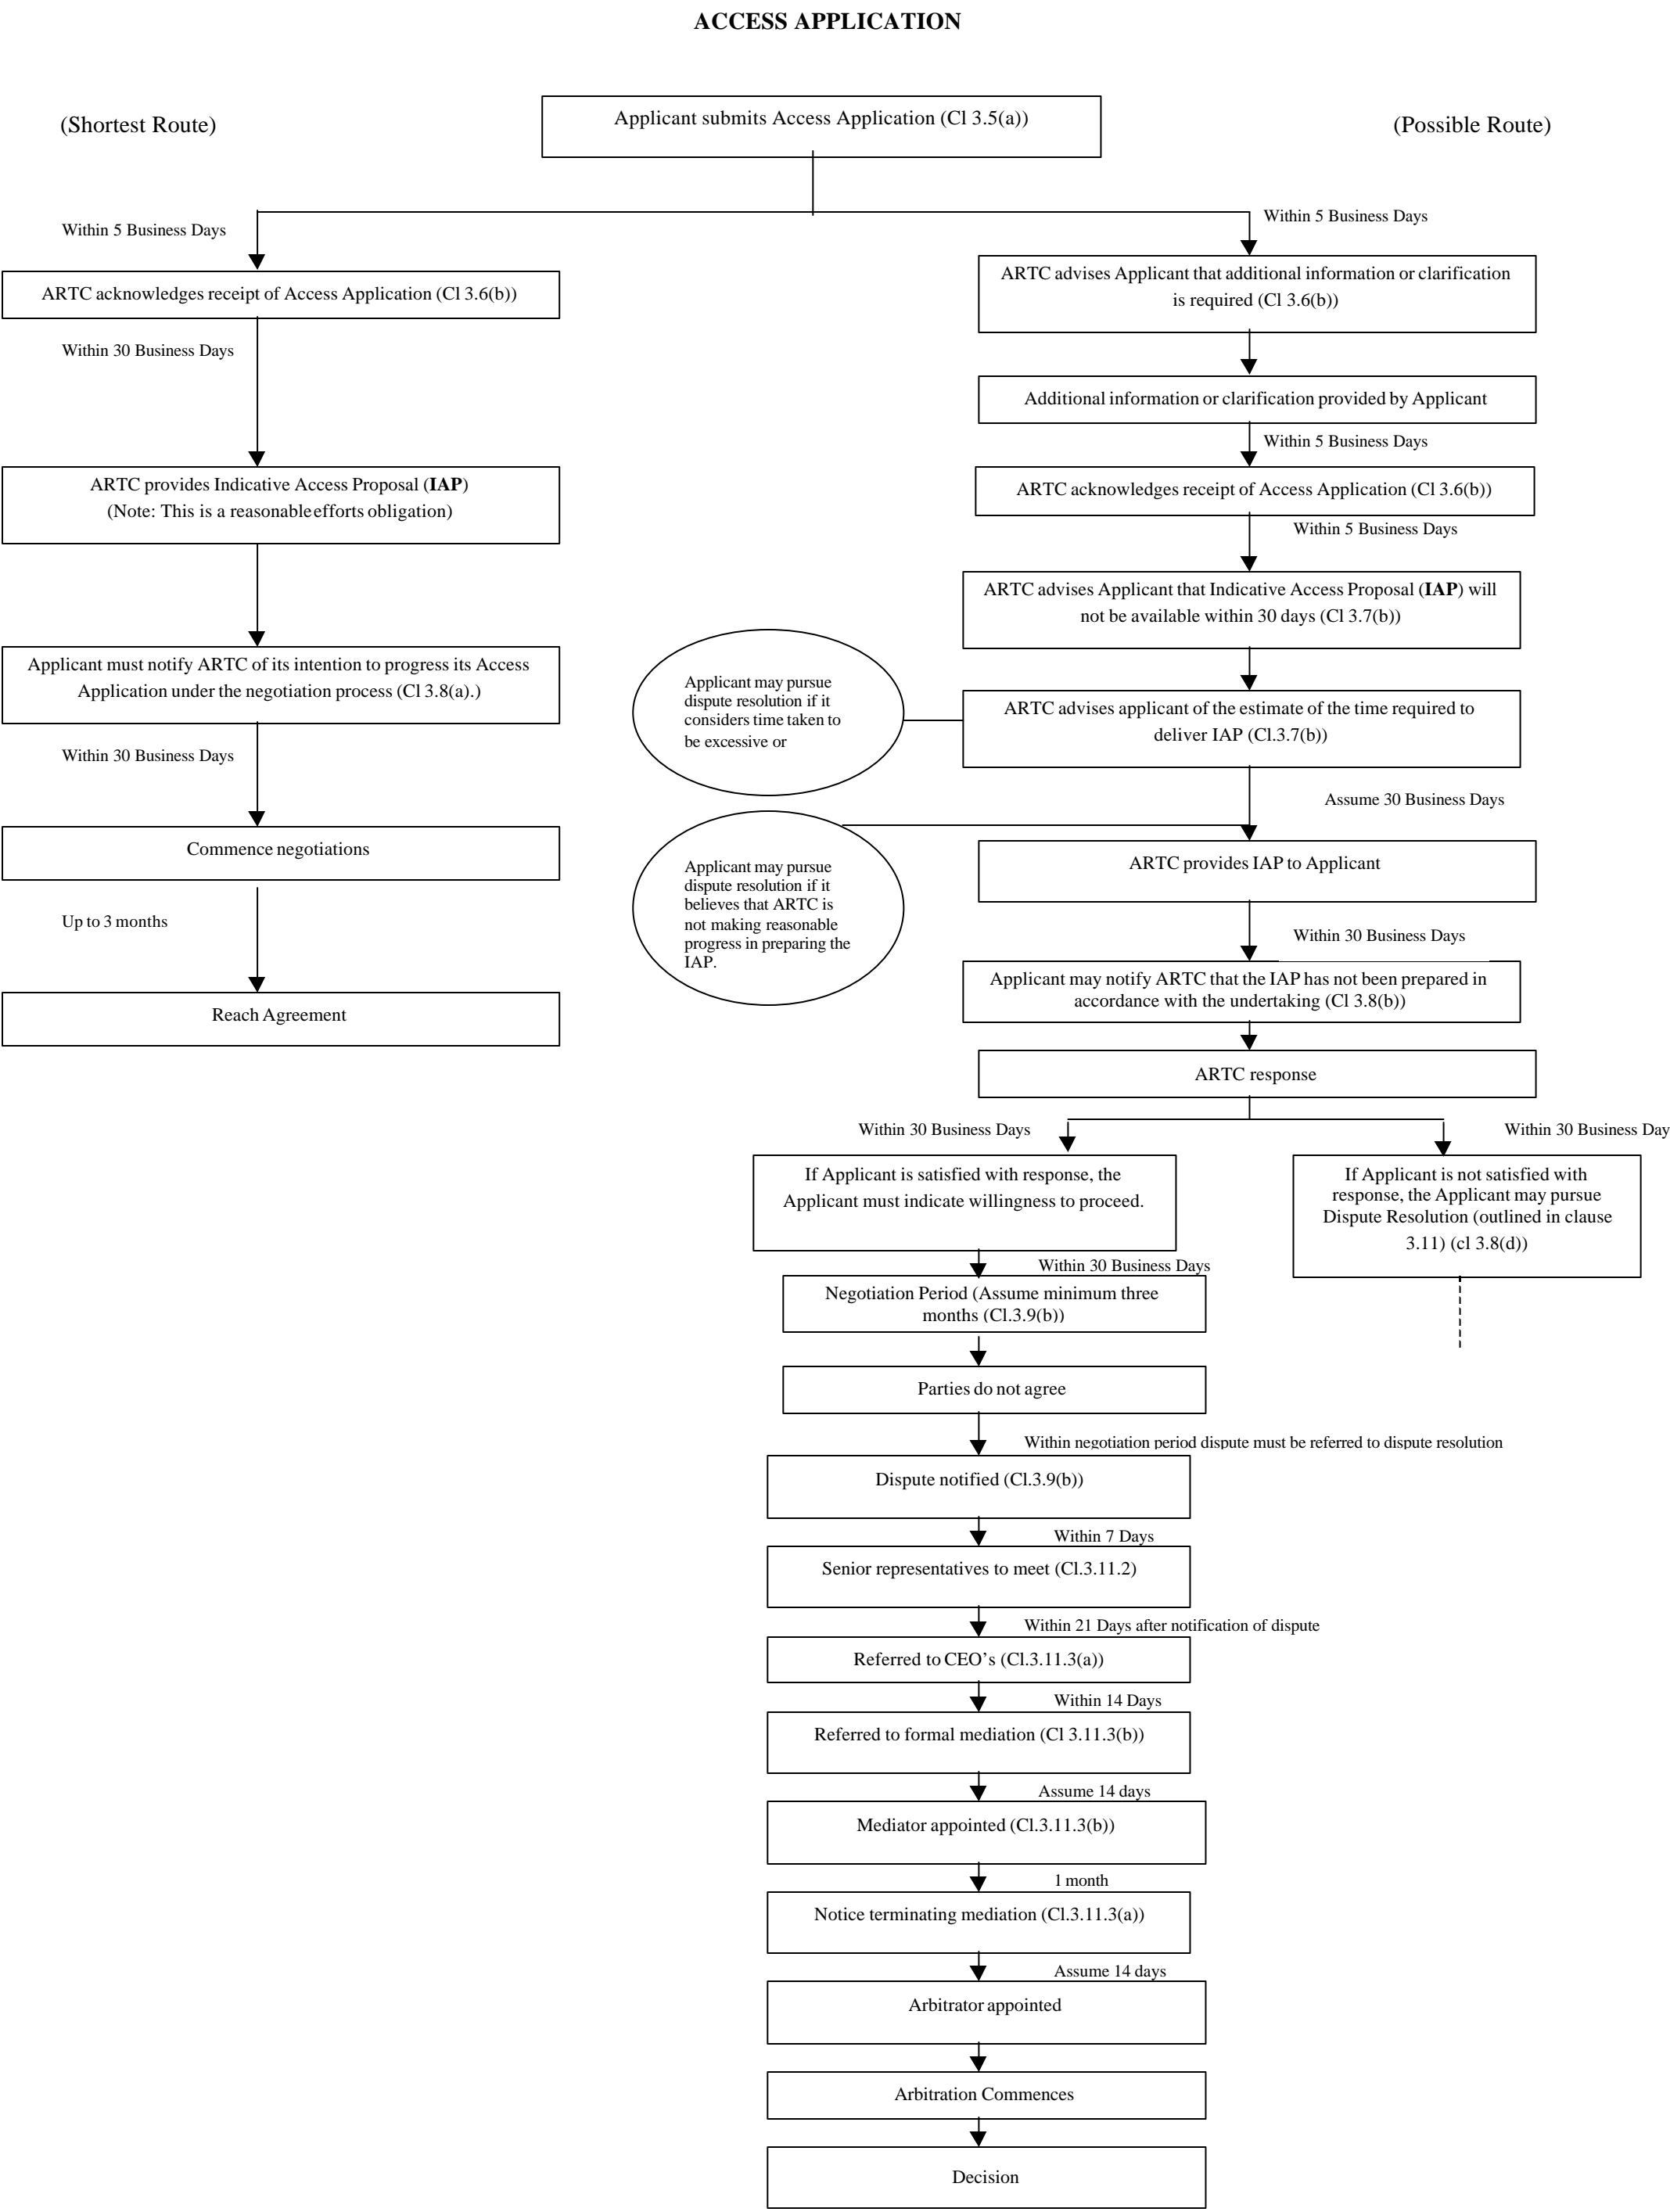 ACCESS APPLICATION
(Shortest Route)
Applicant submits Access Application (Cl 3.5(a))
(Possible Route)
Within 5 Business Days
ARTC acknowledges receipt of Access Application (Cl 3.6(b))
Within 30 Business Days
ARTC provides Indicative Access Proposal (IAP)
(Note: This is a reasonable efforts obligation)
Applicant must notify ARTC of its intention to progress its Access
Application under the negotiation process (Cl 3.8(a).)
Within 30 Business Days
Commence negotiations
Up to 3 months
Reach Agreement
Within 5 Business Days
ARTC advises Applicant that additional information or clarification
is required (Cl 3.6(b))
Additional information or clarification provided by Applicant
Within 5 Business Days
ARTC acknowledges receipt of Access Application (Cl 3.6(b))
Within 5 Business Days
ARTC advises Applicant that Indicative Access Proposal (IAP) will
not be available within 30 days (Cl 3.7(b))
Applicant may pursue
dispute resolution if it
considers time taken to
be excessive or
ARTC advises applicant of the estimate of the time required to
deliver IAP (Cl.3.7(b))
Assume 30 Business Days
Applicant may pursue
dispute resolution if it
believes that ARTC is
not making reasonable
progress in preparing the
IAP.
ARTC provides IAP to Applicant
Within 30 Business Days
Applicant may notify ARTC that the IAP has not been prepared in
accordance with the undertaking (Cl 3.8(b))
ARTC response
Within 30 Business Days
Within 30 Business Day
If Applicant is satisfied with response, the
Applicant must indicate willingness to proceed.
If Applicant is not satisfied with
response, the Applicant may pursue
Dispute Resolution (outlined in clause
3.11) (cl 3.8(d))
Within 30 Business Days
Negotiation Period (Assume minimum three
months (Cl.3.9(b))
Parties do not agree
Within negotiation period dispute must be referred to dispute resolution
Dispute notified (Cl.3.9(b))
Within 7 Days
Senior representatives to meet (Cl.3.11.2)
Within 21 Days after notification of dispute
Referred to CEO's (Cl.3.11.3(a))
Within 14 Days
Referred to formal mediation (Cl 3.11.3(b))
Assume 14 days
Mediator appointed (Cl.3.11.3(b))
1 month
Notice terminating mediation (Cl.3.11.3(a))
Assume 14 days
Arbitrator appointed
Arbitration Commences
Decision